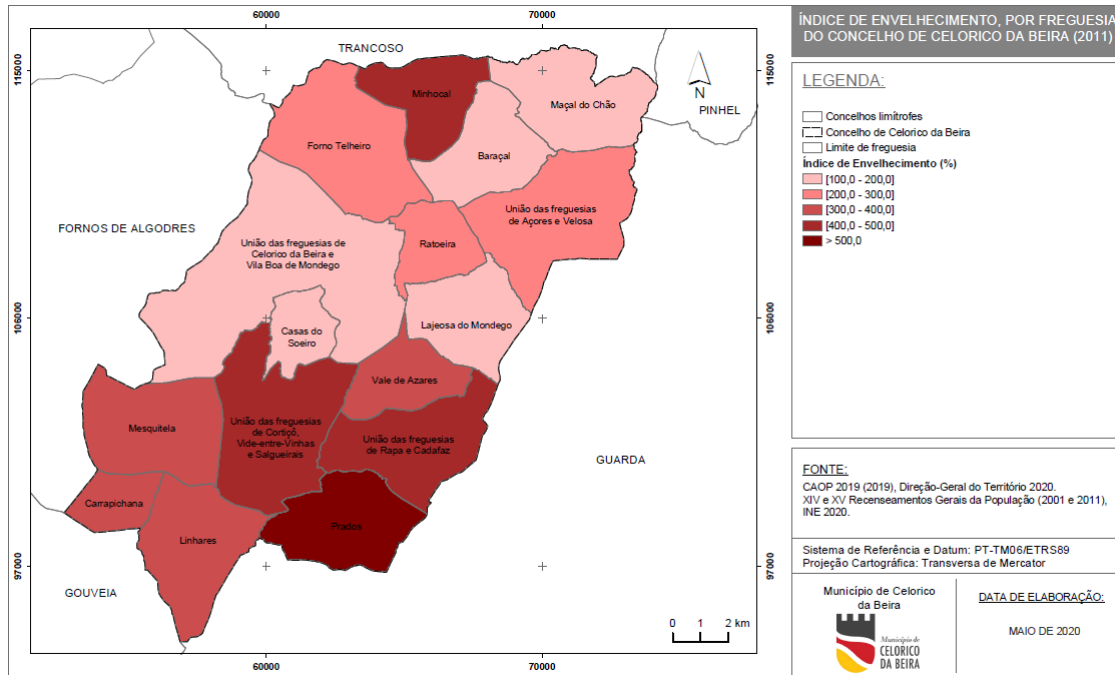 60000
70000
ÍNDICE DE ENVELHECIMENTO, POR FREGUESIA
DO CONCELHO DE CELORICO DA BEIRA (2011)
TRANCOSO
115000
115000
Minhocal
Maçal do Chão
N
PINHEL
Forno Telheiro
Baraçal
FORNOS DE ALGODRES
União das freguesias
de Açores e Velosa
Ratoeira
União das freguesias de
Celorico da Beira e
Vila Boa de Mondego
106000
106000
Casas do
Soeiro
Lajeosa do Mondego
Vale de Azares
Mesquitela
União das freguesias
de Cortiçô,
Vide-entre-Vinhas
e Salgueirais
União das freguesias
de Rapa e Cadafaz
GUARDA
Carrapichana
Prados
Linhares
97000
97000
GOUVEIA
0 1 2 km
60000
70000
LEGENDA:
Concelhos limítrofes
Concelho de Celorico da Beira
Limite de freguesia
Índice de Envelhecimento (%)
[100,0 - 200,0]
[200,0 - 300,0]
[300,0 - 400,0]
[400,0 - 500,0]
> 500,0
FONTE:
CAOP 2019 (2019), Direção-Geral do Território 2020.
XIV e XV Recenseamentos Gerais da População (2001 e 2011),
INE 2020.
Sistema de Referência e Datum: PT-TM06/ETRS89
Projeção Cartográfica: Transversa de Mercator
Município de Celorico
da Beira
Município de
CELORICO
DA BEIRA
DATA DE ELABORAÇÃO:
MAIO DE 2020